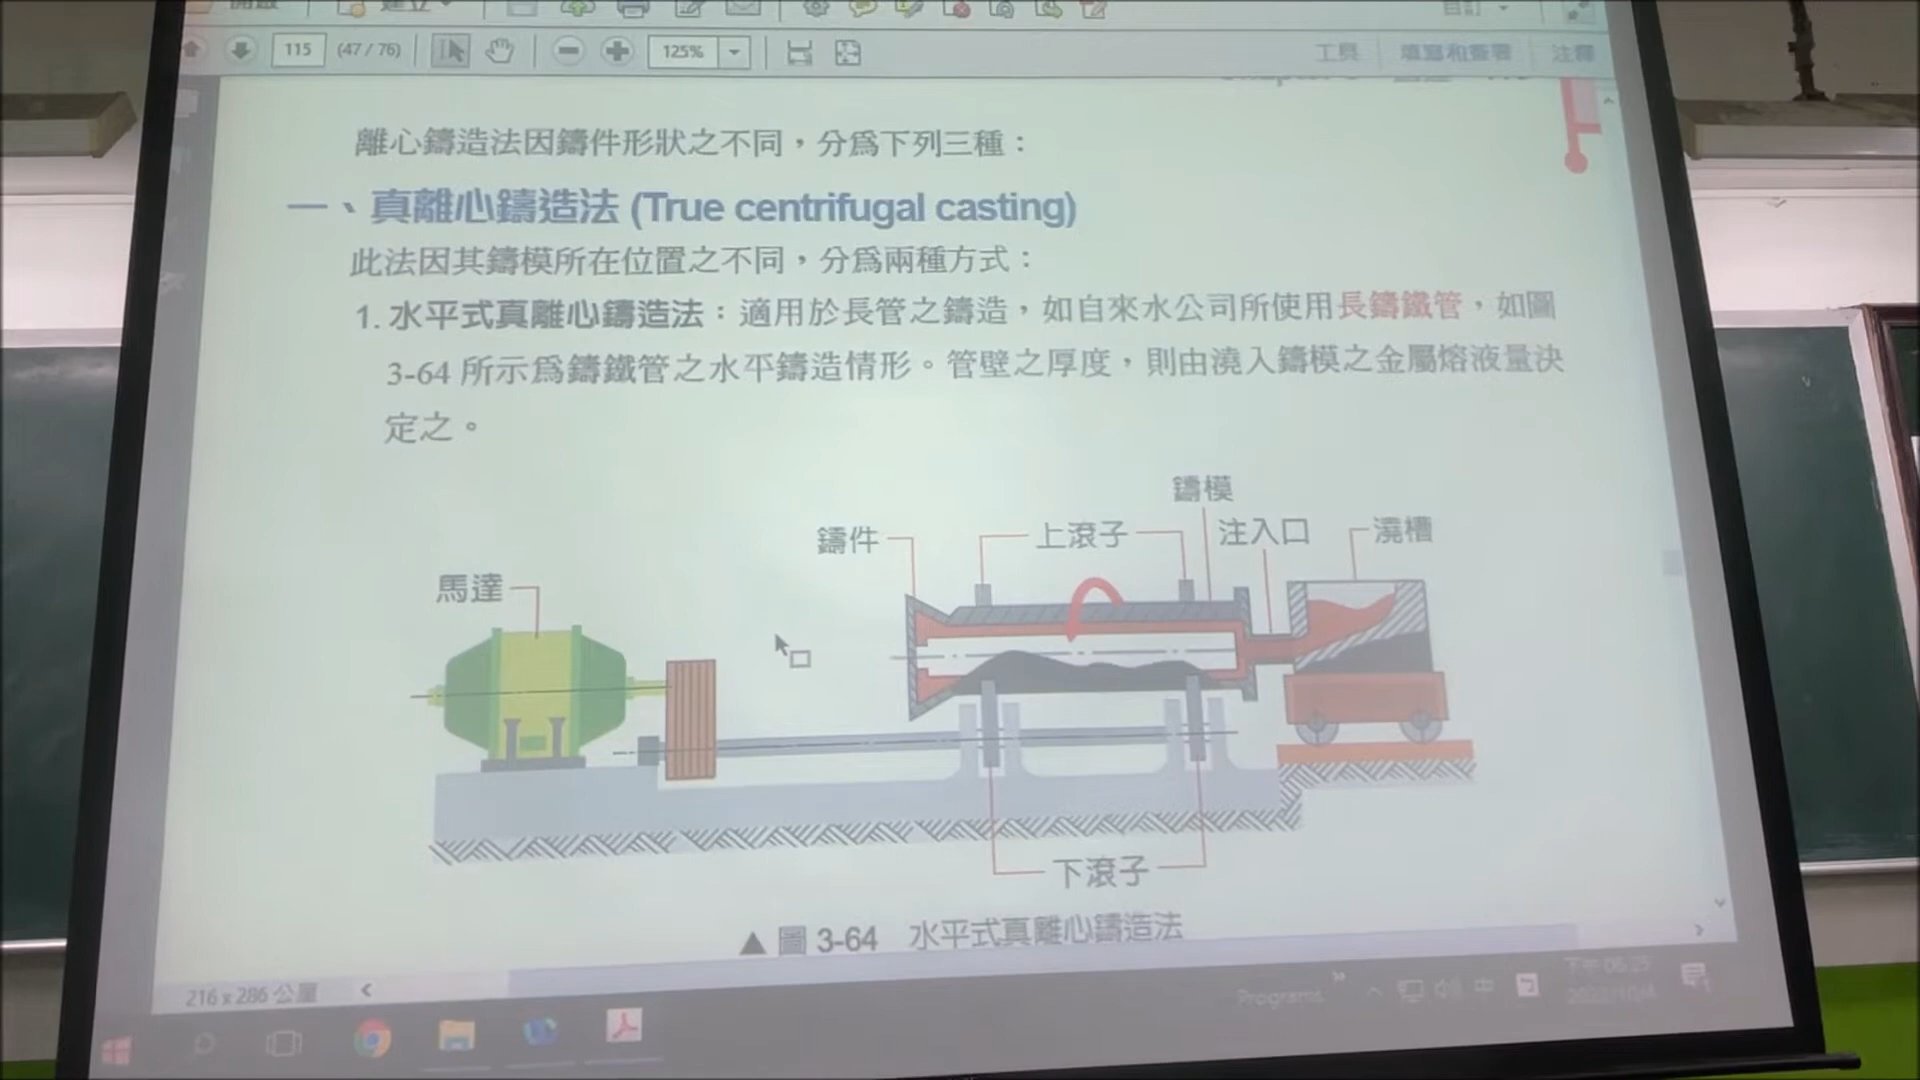 115 (47 / 76) 125% 工具 填寫和簽署 注釋
離心鑄造法因鑄件形狀之不同，分為下列三種：
一、真離心鑄造法 (True centrifugal casting)
此法因其鑄模所在位置之不同，分為兩種方式：
1. 水平式真離心鑄造法：適用於長管之鑄造，如自來水公司所使用長鑄鐵管，如圖
3-64 所示為鑄鐵管之水平鑄造情形。管壁之厚度，則由澆入鑄模之金屬熔液量決
定之。
鑄模
鑄件 上滾子 注入口 澆槽
馬達
下滾子
▲ 圖 3-64 水平式真離心鑄造法
216 x 286 公厘
Programs 中